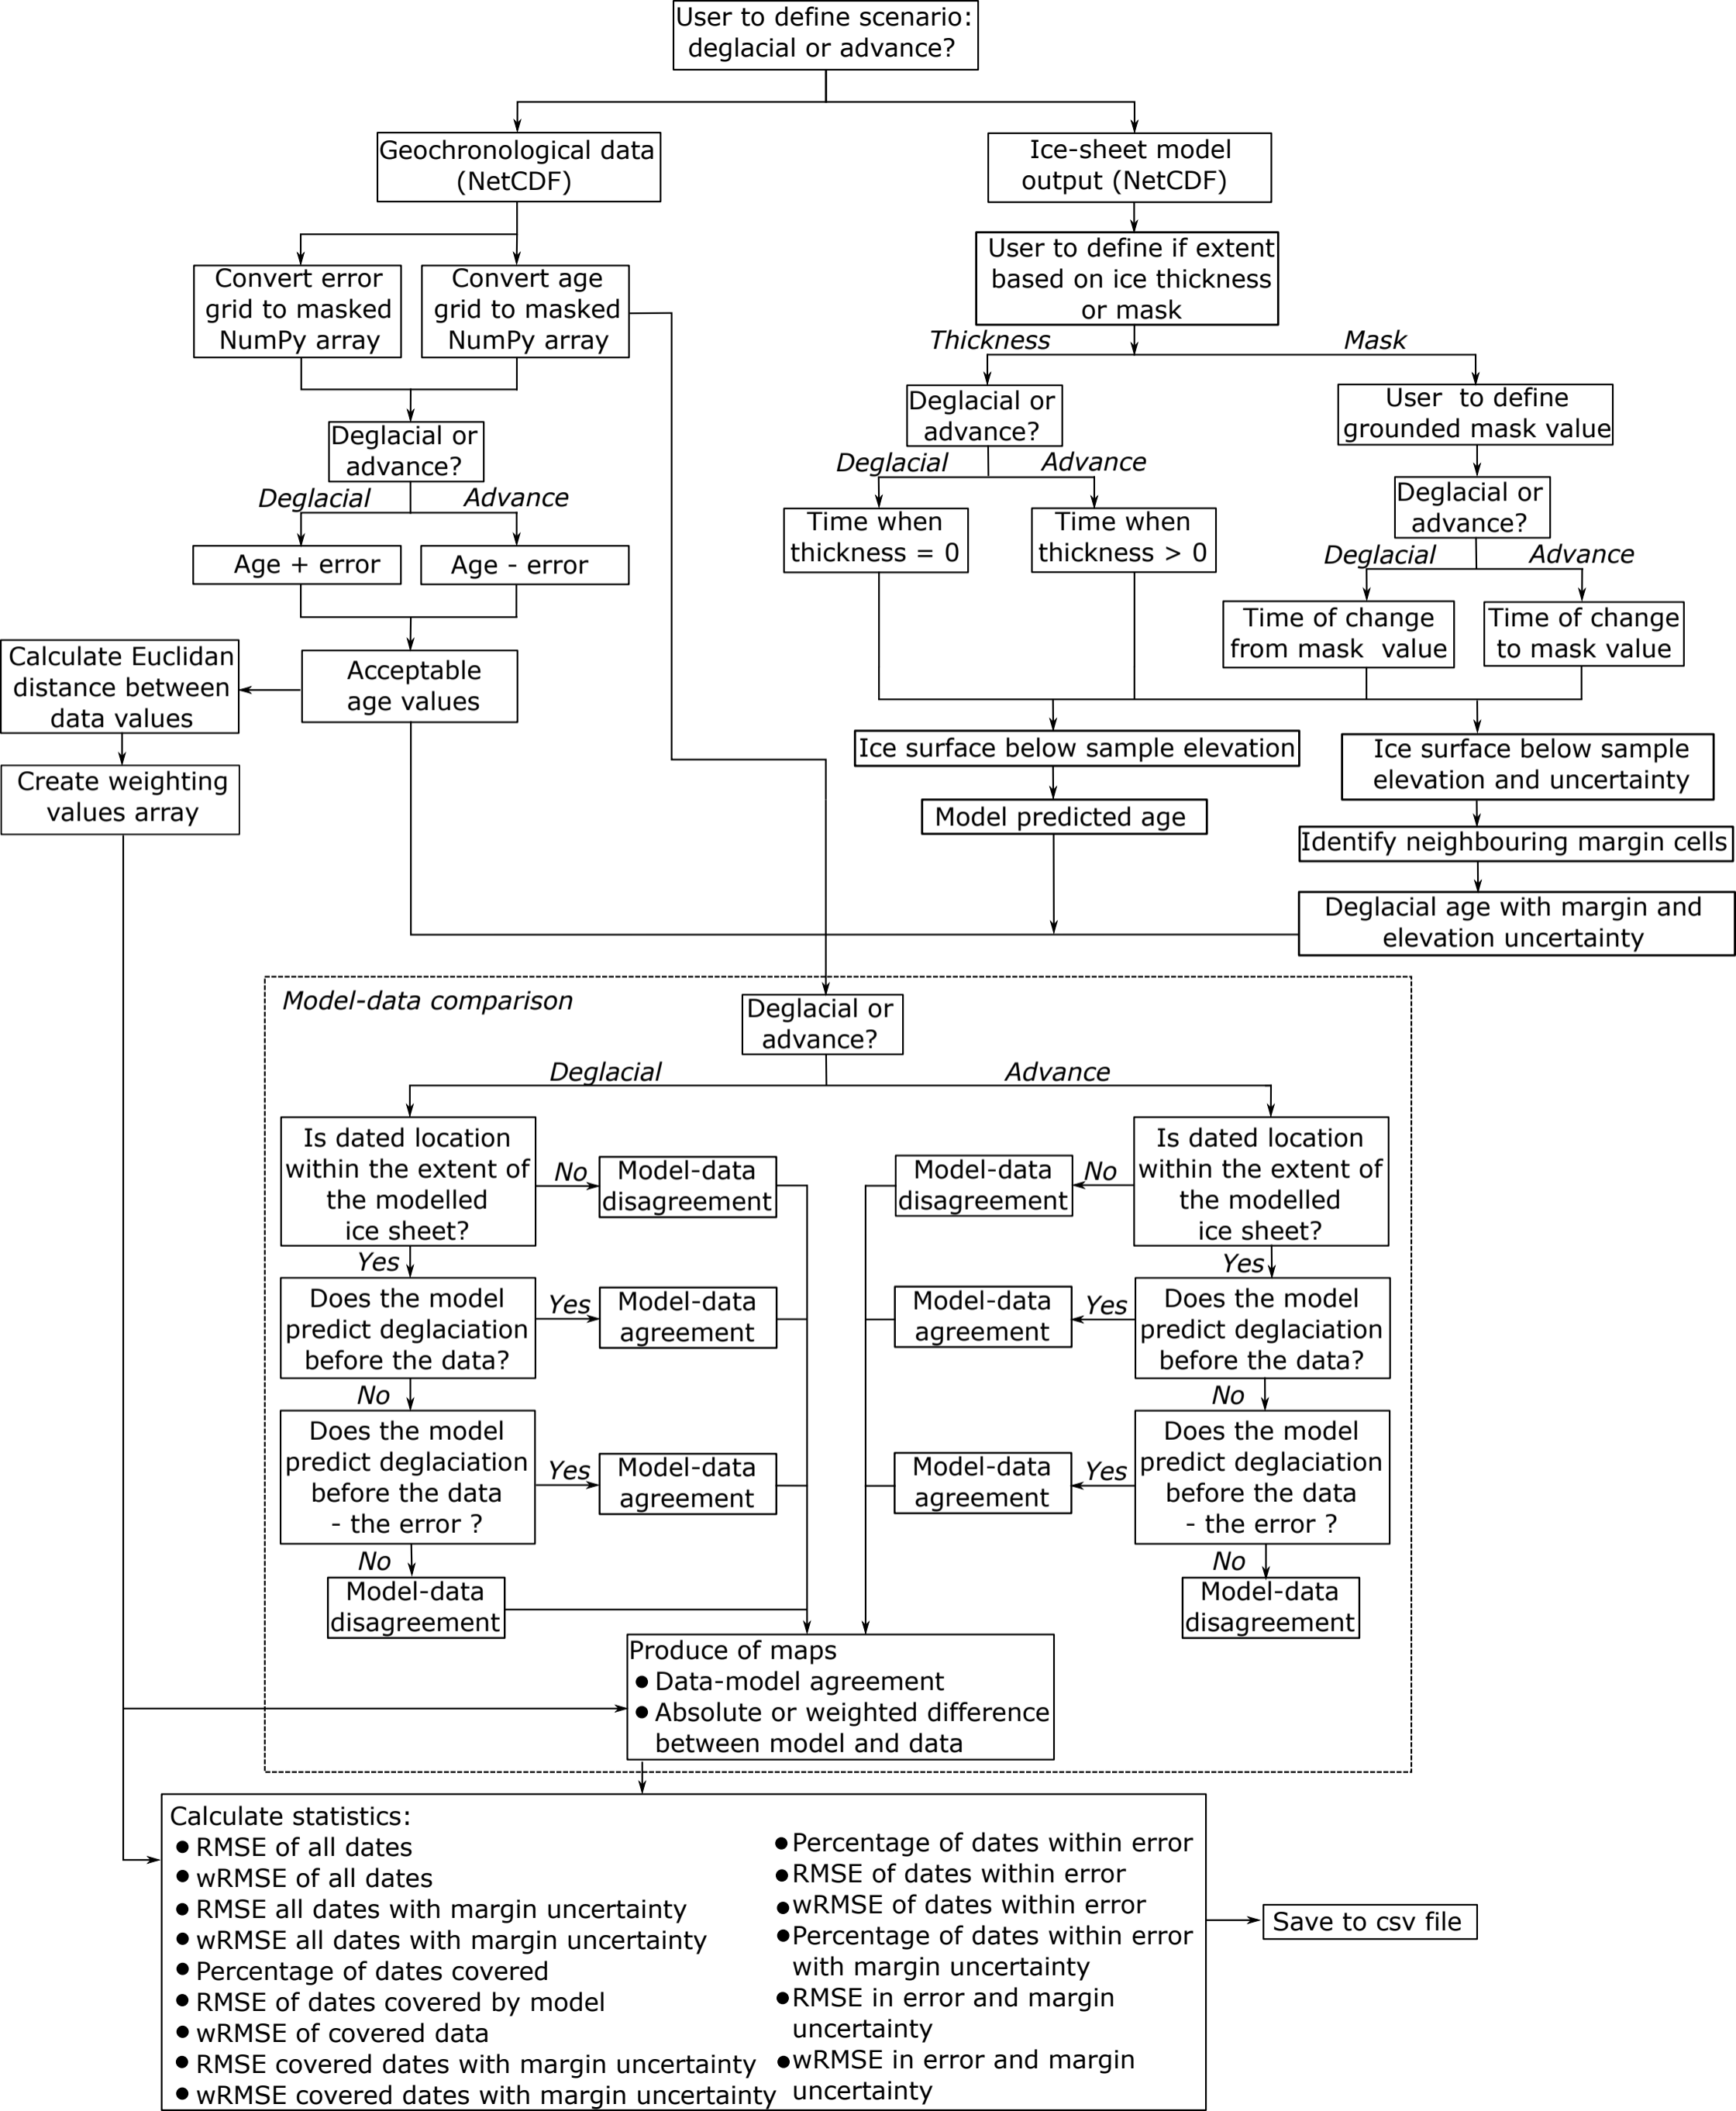 User to define scenario:
deglacial or advance?
Geochronological data
(NetCDF)
Ice-sheet model
output (NetCDF)
Convert error
grid to masked
NumPy array
Convert age
grid to masked
NumPy array
User to define if extent
based on ice thickness
or mask
Thickness
Mask
Deglacial or
advance?
User to define
grounded mask value
Deglacial or
advance?
Deglacial
Advance
Deglacial
Advance
Deglacial or
advance?
Time when
thickness = 0
Time when
thickness > 0
Deglacial
Advance
Age + error
Age - error
Time of change
from mask value
Time of change
to mask value
Calculate Euclidan
distance between
data values
Acceptable
age values
Ice surface below sample elevation
Ice surface below sample
elevation and uncertainty
Create weighting
values array
Model predicted age
Identify neighbouring margin cells
Deglacial age with margin and
elevation uncertainty
Model-data comparison
Deglacial or
advance?
Deglacial
Advance
Is dated location
within the extent of
the modelled
ice sheet?
No
Model-data
disagreement
Model-data
disagreement
No
Is dated location
within the extent of
the modelled
ice sheet?
Yes
Yes
Does the model
predict deglaciation
before the data?
Yes
Model-data
agreement
Model-data
agreement
Yes
Does the model
predict deglaciation
before the data?
No
No
Does the model
predict deglaciation
before the data
- the error ?
Yes
Model-data
agreement
Model-data
agreement
Yes
Does the model
predict deglaciation
before the data
- the error ?
No
No
Model-data
disagreement
Model-data
disagreement
Produce of maps
● Data-model agreement
● Absolute or weighted difference
between model and data
Calculate statistics:
● RMSE of all dates
● wRMSE of all dates
● RMSE all dates with margin uncertainty
● wRMSE all dates with margin uncertainty
● Percentage of dates covered
● RMSE of dates covered by model
● wRMSE of covered data
● RMSE covered dates with margin uncertainty
● wRMSE covered dates with margin uncertainty
● Percentage of dates within error
● RMSE of dates within error
● wRMSE of dates within error
● Percentage of dates within error
with margin uncertainty
● RMSE in error and margin
uncertainty
● wRMSE in error and margin
uncertainty
Save to csv file